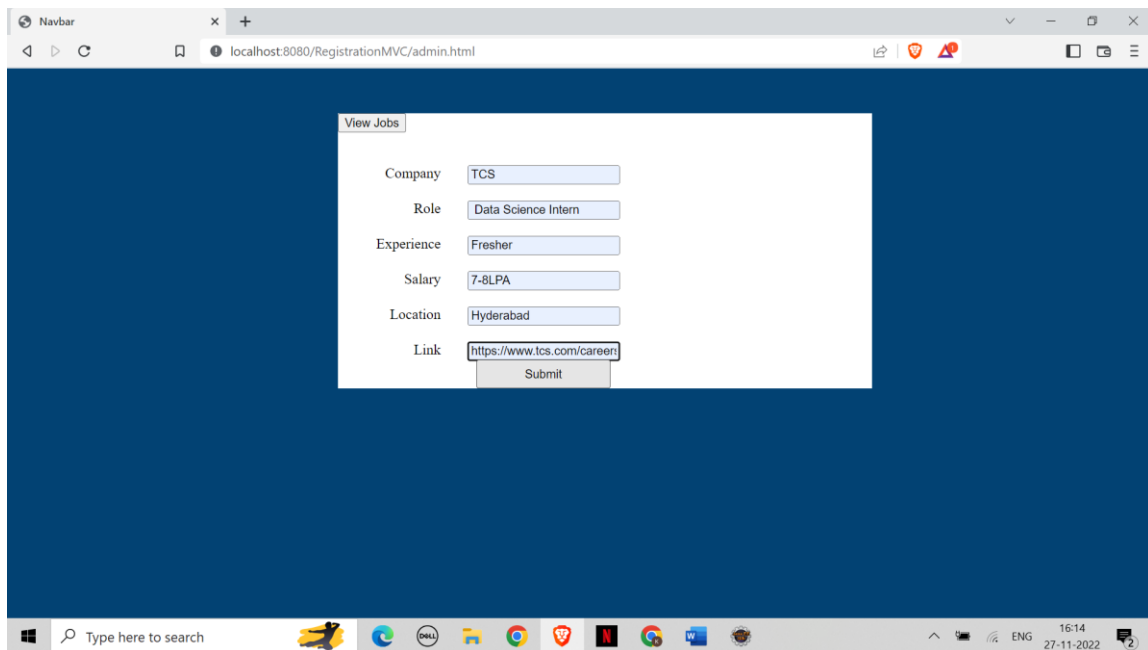 Navbar
localhost:8080/RegistrationMVC/admin.html
View Jobs
Company TCS
Role Data Science Intern
Experience Fresher
Salary 7-8LPA
Location Hyderabad
Link https://www.tcs.com/careers
Submit
Type here to search DELL N W ENG 16:14
27-11-2022 2